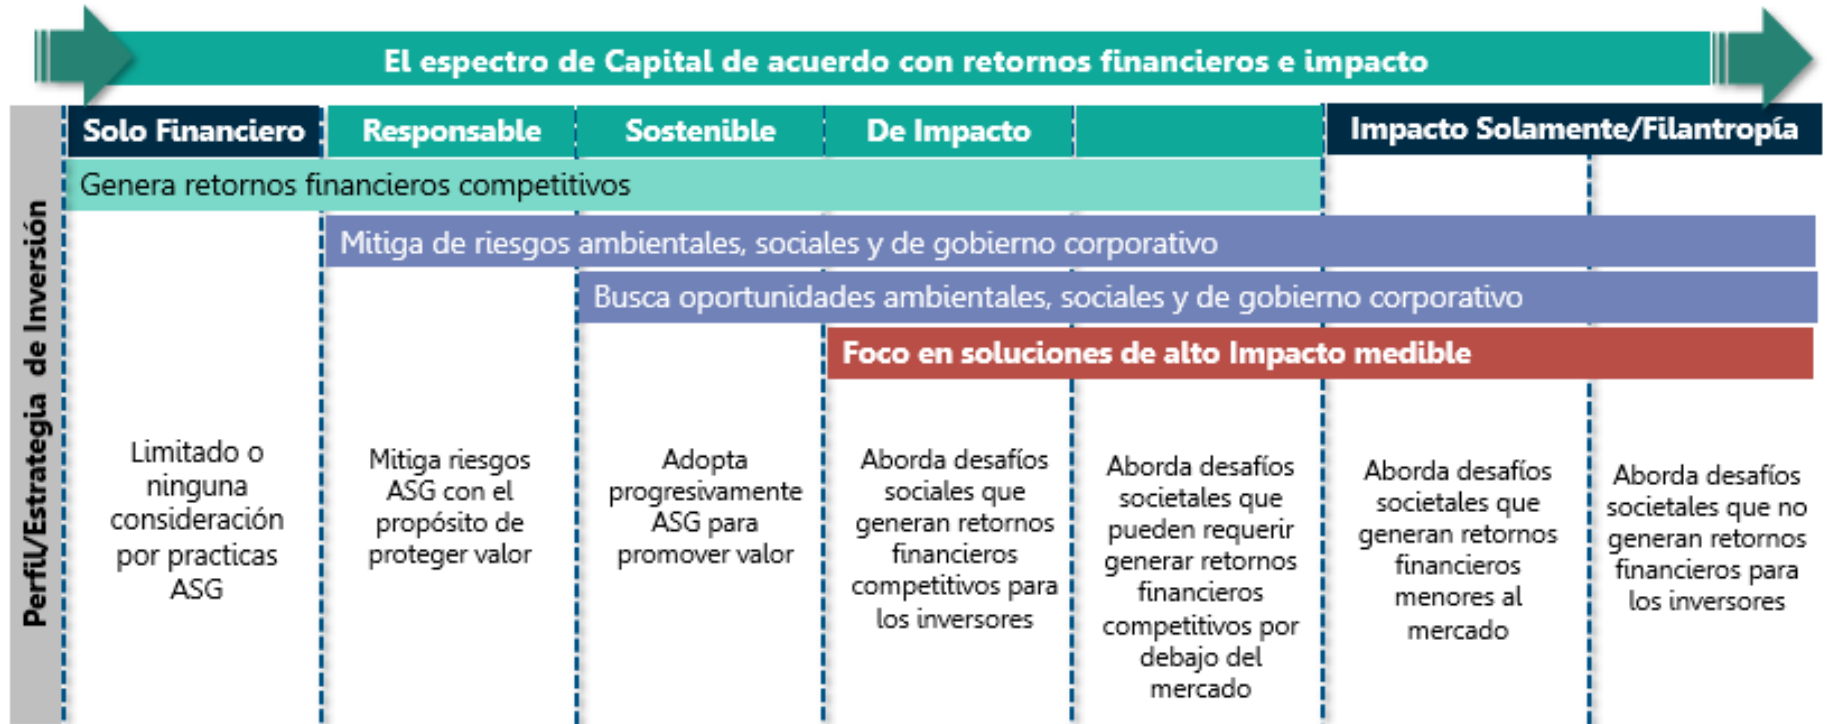 El espectro de Capital de acuerdo con retornos financieros e impacto
Perfil/Estrategia de Inversión
Solo Financiero
Responsable
Sostenible
De Impacto
Impacto Solamente/Filantropía
Genera retornos financieros competitivos
Mitiga de riesgos ambientales, sociales y de gobierno corporativo
Busca oportunidades ambientales, sociales y de gobierno corporativo
Foco en soluciones de alto Impacto medible
Limitado o
ninguna
consideración
por practicas
ASG
Mitiga riesgos
ASG con el
propósito de
proteger valor
Adopta
progresivamente
ASG para
promover valor
Aborda desafíos
sociales que
generan retornos
financieros
competitivos para
los inversores
Aborda desafíos
societales que
pueden requerir
generar retornos
financieros
competitivos por
debajo del
mercado
Aborda desafíos
societales que
generan retornos
financieros
menores al
mercado
Aborda desafíos
societales que no
generan retornos
financieros para
los inversores